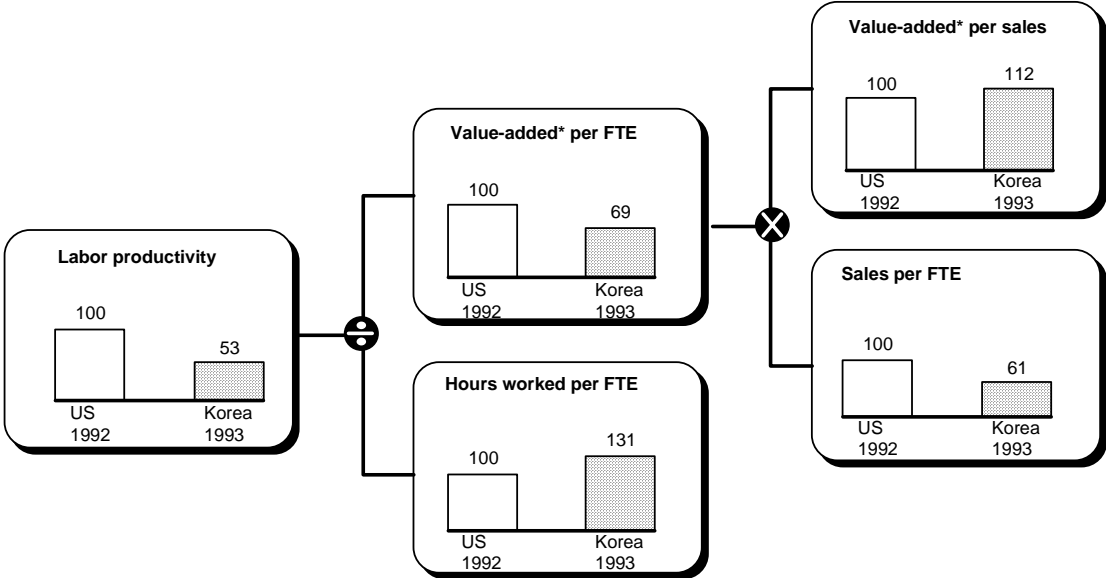 Labor productivity
100
53
US
1992
Korea
1993
Value-added* per FTE
100
69
US
1992
Korea
1993
Hours worked per FTE
100
131
US
1992
Korea
1993
Value-added* per sales
100
112
US
1992
Korea
1993
Sales per FTE
100
61
US
1992
Korea
1993